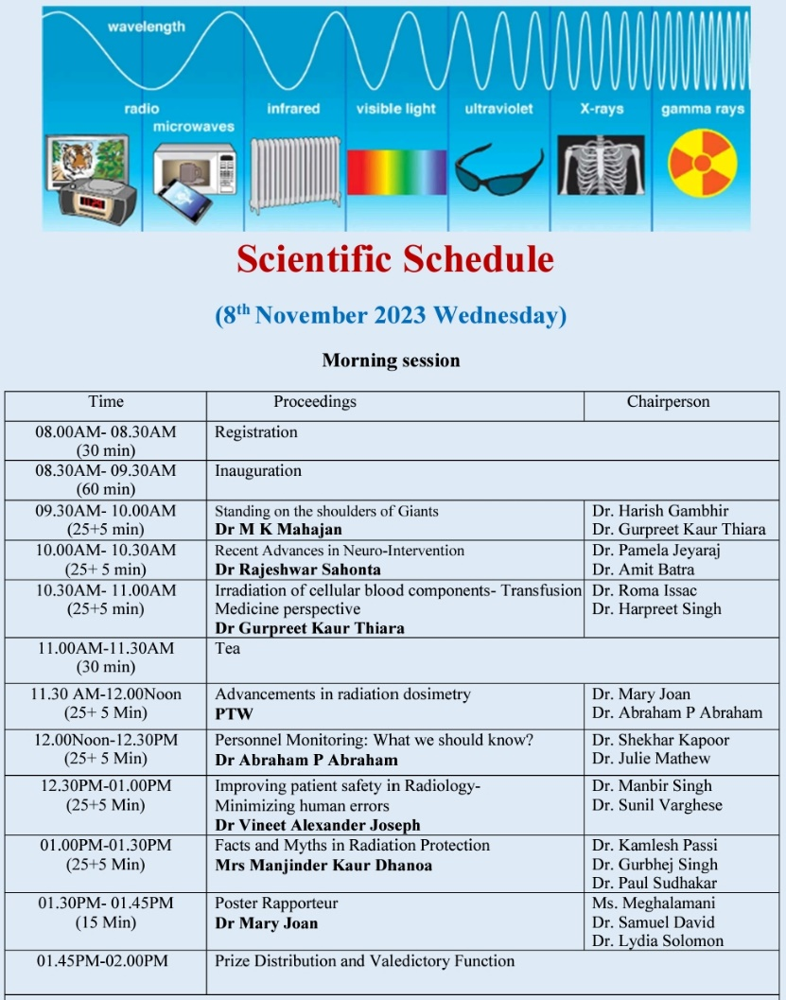 wavelength
radio
microwaves
infrared
visible light
ultraviolet
X-rays
gamma rays
Scientific Schedule
(8th November 2023 Wednesday)
Morning session
Time Proceedings Chairperson
08.00AM- 08.30AM
(30 min)
Registration
08.30AM- 09.30AM
(60 min)
Inauguration
09.30AM- 10.00AM
(25+5 min)
Standing on the shoulders of Giants
Dr M K Mahajan
Dr. Harish Gambhir
Dr. Gurpreet Kaur Thiara
10.00AM- 10.30AM
(25+ 5 min)
Recent Advances in Neuro-Intervention
Dr Rajeshwar Sahonta
Dr. Pamela Jeyaraj
Dr. Amit Batra
10.30AM- 11.00AM
(25+5 min)
Irradiation of cellular blood components- Transfusion
Medicine perspective
Dr Gurpreet Kaur Thiara
Dr. Roma Issac
Dr. Harpreet Singh
11.00AM-11.30AM
(30 min)
Tea
11.30 AM-12.00Noon
(25+ 5 Min)
Advancements in radiation dosimetry
PTW
Dr. Mary Joan
Dr. Abraham P Abraham
12.00Noon-12.30PM
(25+ 5 Min)
Personnel Monitoring: What we should know?
Dr Abraham P Abraham
Dr. Shekhar Kapoor
Dr. Julie Mathew
12.30PM-01.00PM
(25+5 Min)
Improving patient safety in Radiology-
Minimizing human errors
Dr Vineet Alexander Joseph
Dr. Manbir Singh
Dr. Sunil Varghese
01.00PM-01.30PM
(25+5 Min)
Facts and Myths in Radiation Protection
Mrs Manjinder Kaur Dhanoa
Dr. Kamlesh Passi
Dr. Gurbhej Singh
Dr. Paul Sudhakar
01.30PM- 01.45PM
(15 Min)
Poster Rapporteur
Dr Mary Joan
Ms. Meghalamani
Dr. Samuel David
Dr. Lydia Solomon
01.45PM-02.00PM
Prize Distribution and Valedictory Function